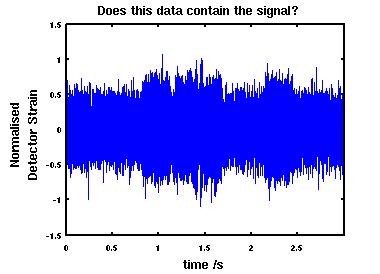 Does this data contain the signal?
1.5
1
0.5
0
-0.5
-1
-1.5
Normalised
Detector Strain
0 0.5 1 1.5 2 2.5
time /s